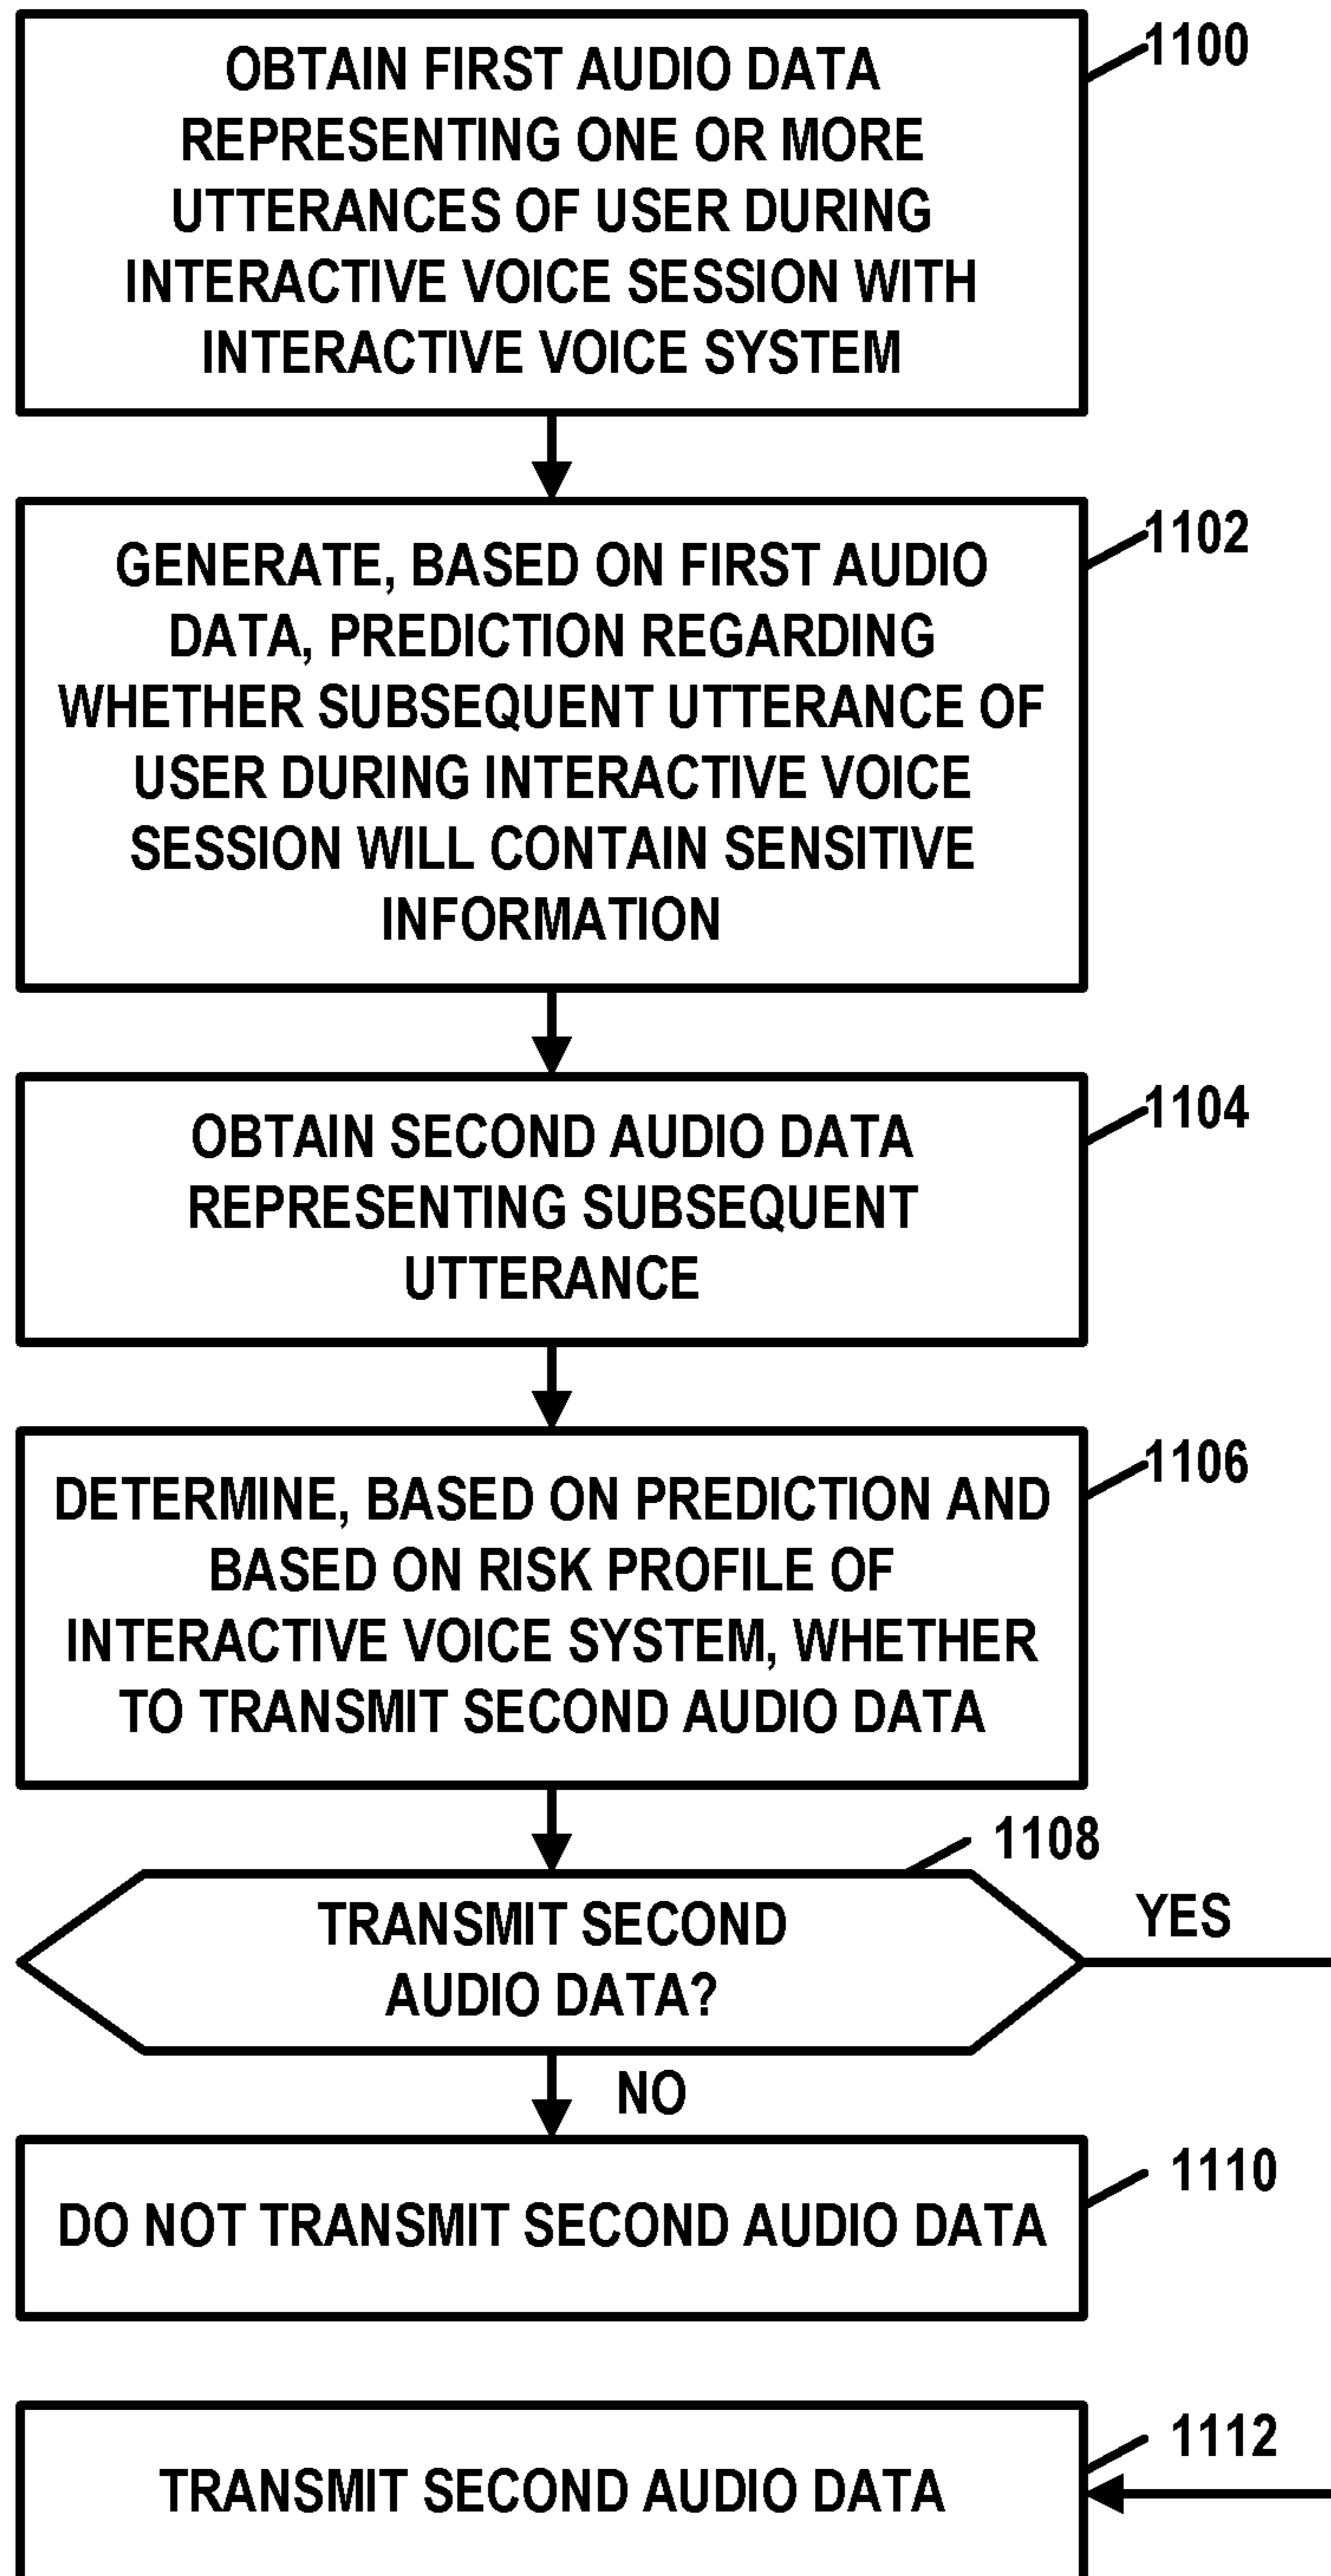 1100
OBTAIN FIRST AUDIO DATA
REPRESENTING ONE OR MORE
UTTERANCES OF USER DURING
INTERACTIVE VOICE SESSION WITH
INTERACTIVE VOICE SYSTEM
1102
GENERATE, BASED ON FIRST AUDIO
DATA, PREDICTION REGARDING
WHETHER SUBSEQUENT UTTERANCE OF
USER DURING INTERACTIVE VOICE
SESSION WILL CONTAIN SENSITIVE
INFORMATION
1104
OBTAIN SECOND AUDIO DATA
REPRESENTING SUBSEQUENT
UTTERANCE
1106
DETERMINE, BASED ON PREDICTION AND
BASED ON RISK PROFILE OF
INTERACTIVE VOICE SYSTEM, WHETHER
TO TRANSMIT SECOND AUDIO DATA
1108
TRANSMIT SECOND
AUDIO DATA?
YES
NO
1110
DO NOT TRANSMIT SECOND AUDIO DATA
1112
TRANSMIT SECOND AUDIO DATA